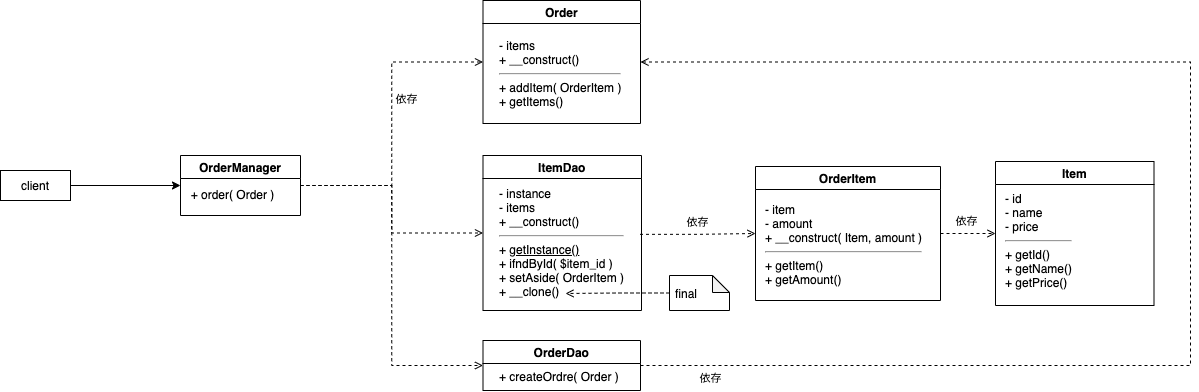 Order
- items
+ __construct()
+ addItem( OrderItem )
+ getItems()
依存
client
OrderManager
+ order( Order )
ItemDao
- instance
- items
+ __construct()
+ getInstance()
+ ifndById( $item_id )
+ setAside( OrderItem )
+ __clone()
final
依存
OrderItem
- item
- amount
+ __construct( Item, amount )
+ getItem()
+ getAmount()
依存
Item
- id
- name
- price
+ getId()
+ getName()
+ getPrice()
OrderDao
+ createOrdre( Order )
依存